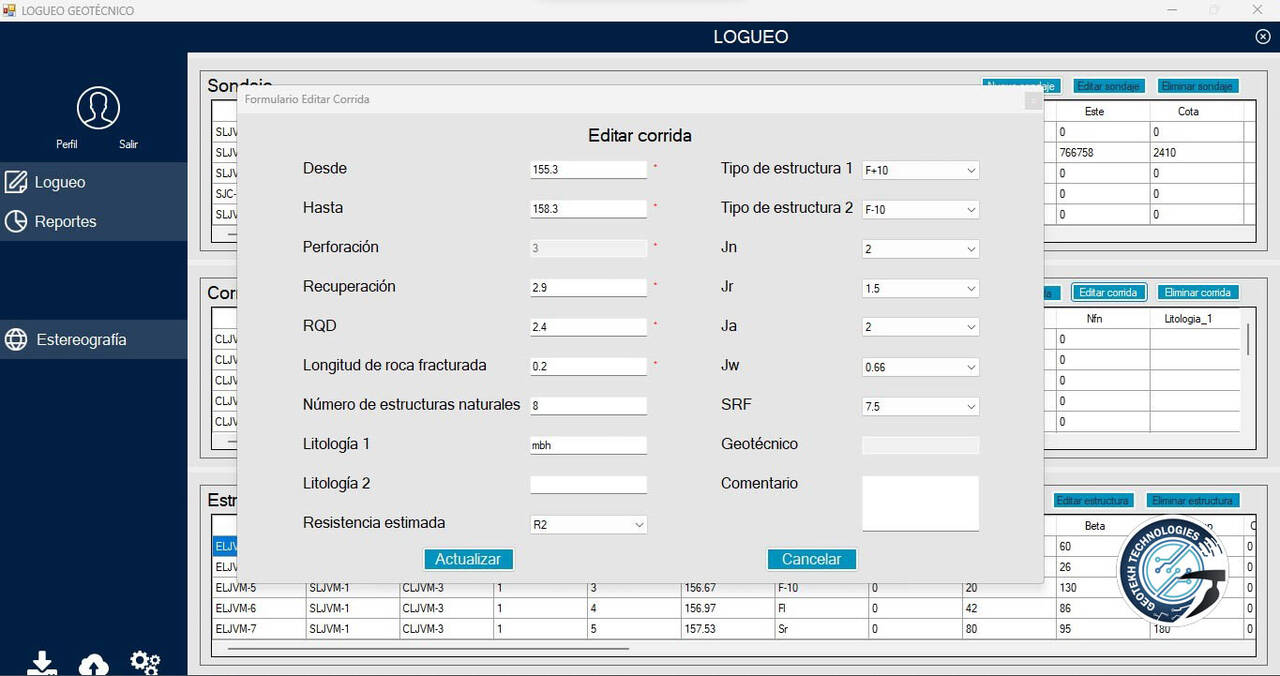 LOGUEO GEOTÉCNICO
LOGUEO
Perfil Salir
Logueo
Reportes
Estereografía
Editar sondaje Eliminar sondaje
Este Cota
SLJV 0 0
766758 2410
SLJV 0 0
SJC- 0 0
SLJV 0 0
Formulario Editar Corrida
Editar corrida
Desde 155.3 * Tipo de estructura 1 F+10
Hasta 158.3 * Tipo de estructura 2 F-10
Perforación 3 * Jn 2
Recuperación 2.9 * Jr 1.5
RQD 2.4 * Ja 2
Longitud de roca fracturada 0.2 * Jw 0.66
Número de estructuras naturales 8 SRF 7.5
Litología 1 mbh Geotécnico
Litología 2 Comentario
Resistencia estimada R2
Actualizar Cancelar
Editar corrida Eliminar corrida
Nfn Litologia_1
CLJV 0
CLJV 0
CLJV 0
CLJV 0
CLJV 0
Estr Editar estructura Eliminar estructura
Beta
ELJV 60 0
ELJV 26 0
ELJVM-5 SLJVM-1 CLJVM-3 1 3 156.67 F-10 0 20 130 0
ELJVM-6 SLJVM-1 CLJVM-3 1 4 156.97 Fl 0 42 86 0
ELJVM-7 SLJVM-1 CLJVM-3 1 5 157.53 Sr 0 80 95 180 0
GEOTEKH TECHNOLOGIES